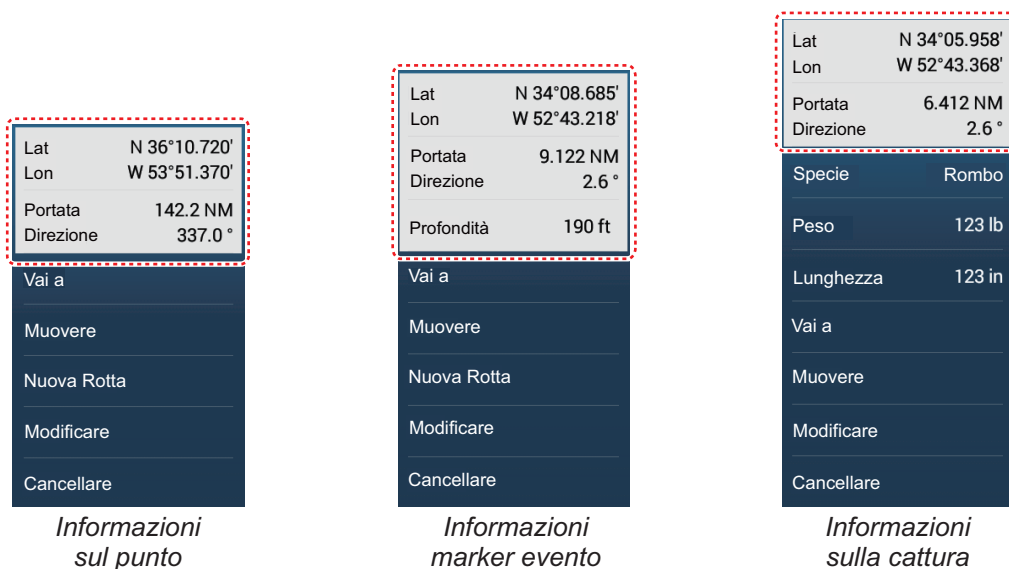 Lat N 36°10.720'
Lon W 53°51.370'
Portata 142.2 NM
Direzione 337.0 °
Vai a
Muovere
Nuova Rotta
Modificare
Cancellare
Informazioni
sul punto
Lat N 34°08.685'
Lon W 52°43.218'
Portata 9.122 NM
Direzione 2.6 °
Profondità 190 ft
Vai a
Muovere
Nuova Rotta
Modificare
Cancellare
Informazioni
marker evento
Lat N 34°05.958'
Lon W 52°43.368'
Portata 6.412 NM
Direzione 2.6 °
Specie Rombo
Peso 123 lb
Lunghezza 123 in
Vai a
Muovere
Modificare
Cancellare
Informazioni
sulla cattura